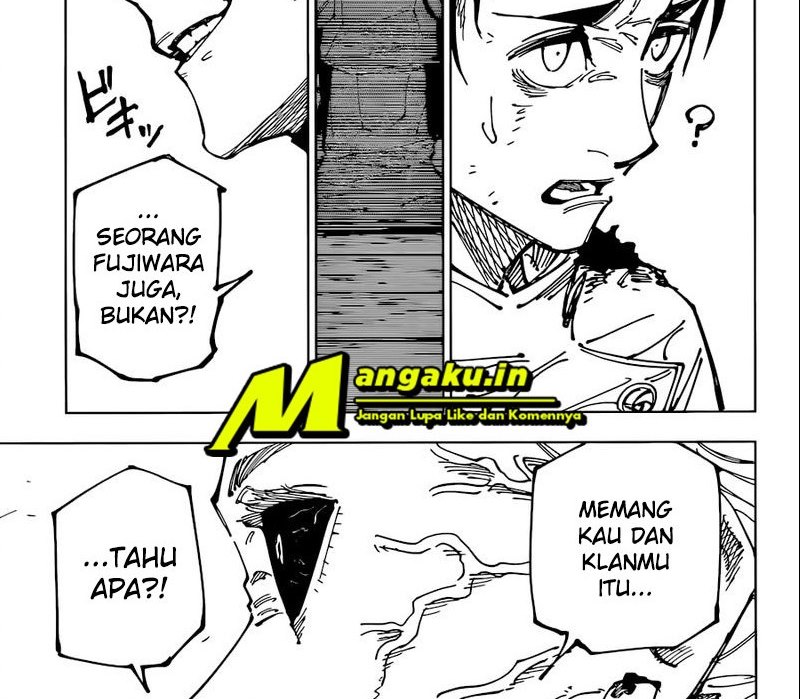 ビキッ
?
...
SEORANG
FUJIWARA
JUGA,
BUKAN?!
Mangaku.in
Jangan Lupa Like dan Komennya
MEMANG
KAU DAN
KLANMU
ITU...
...TAHU
APA?!